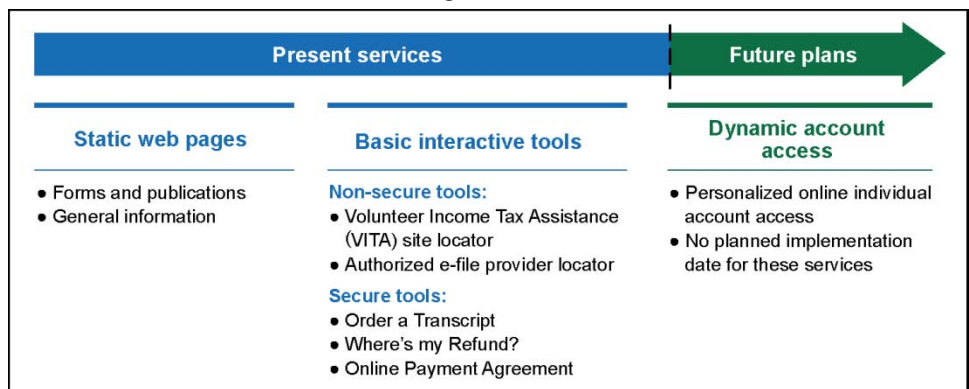 Present services
Future plans
Static web pages
● Forms and publications
● General information
Basic interactive tools
Non-secure tools:
● Volunteer Income Tax Assistance
(VITA) site locator
● Authorized e-file provider locator
Secure tools:
● Order a Transcript
● Where's my Refund?
● Online Payment Agreement
Dynamic account
access
● Personalized online individual
account access
● No planned implementation
date for these services